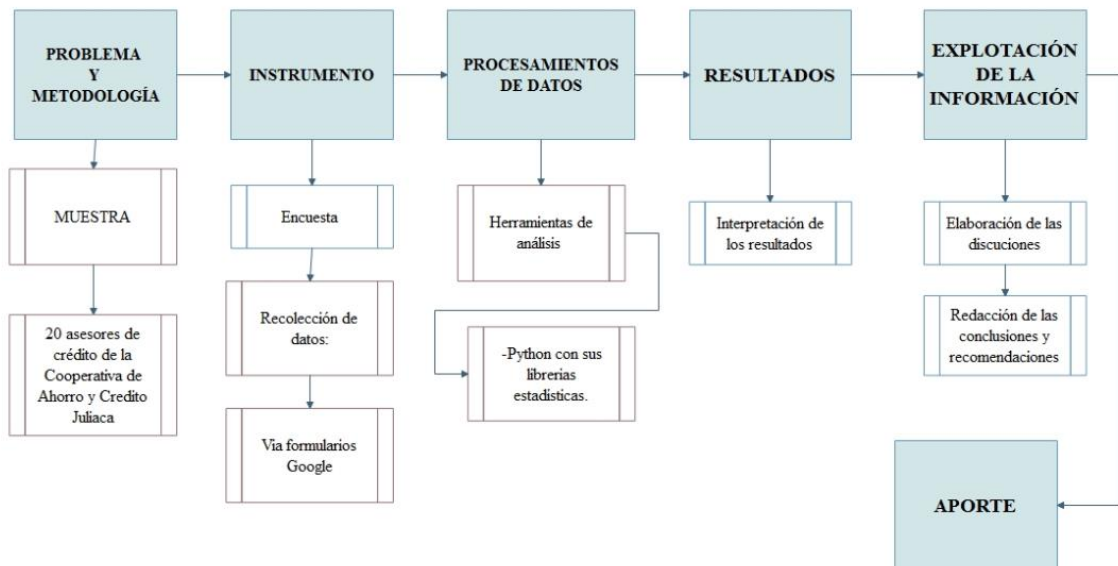 PROBLEMA
Y
METODOLOGÍA
MUESTRA
20 asesores de
crédito de la
Cooperativa de
Ahorro y Credito
Juliaca
INSTRUMENTO
Encuesta
Recolección de
datos:
Via formularios
Google
PROCESAMIENTOS
DE DATOS
Herramientas de
análisis
-Python con sus
librerías
estadísticas.
RESULTADOS
Interpretación de
los resultados
EXPLOTACIÓN
DE LA
INFORMACIÓN
Elaboración de las
discuciones
Redacción de las
conclusiones y
recomendaciones
APORTE